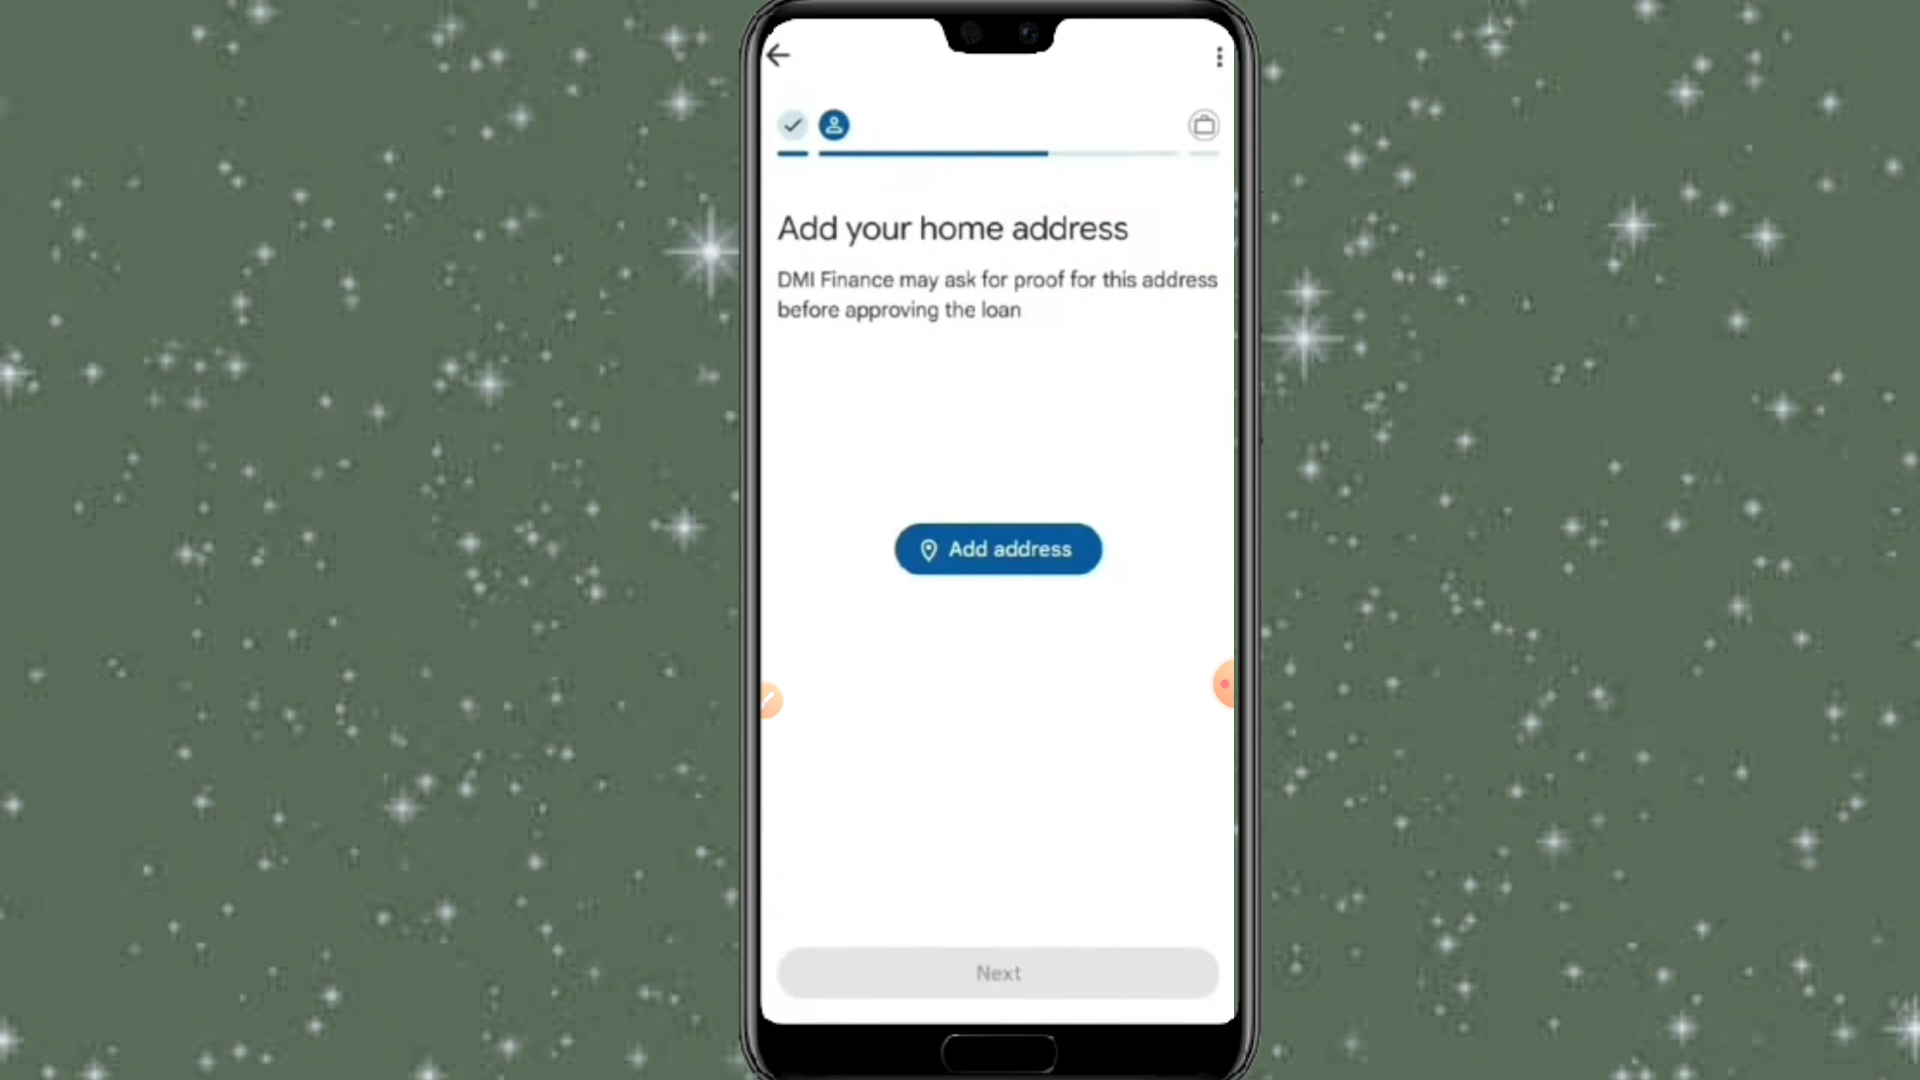 Add your home address
DMI Finance may ask for proof for this address
before approving the loan
Add address
Next